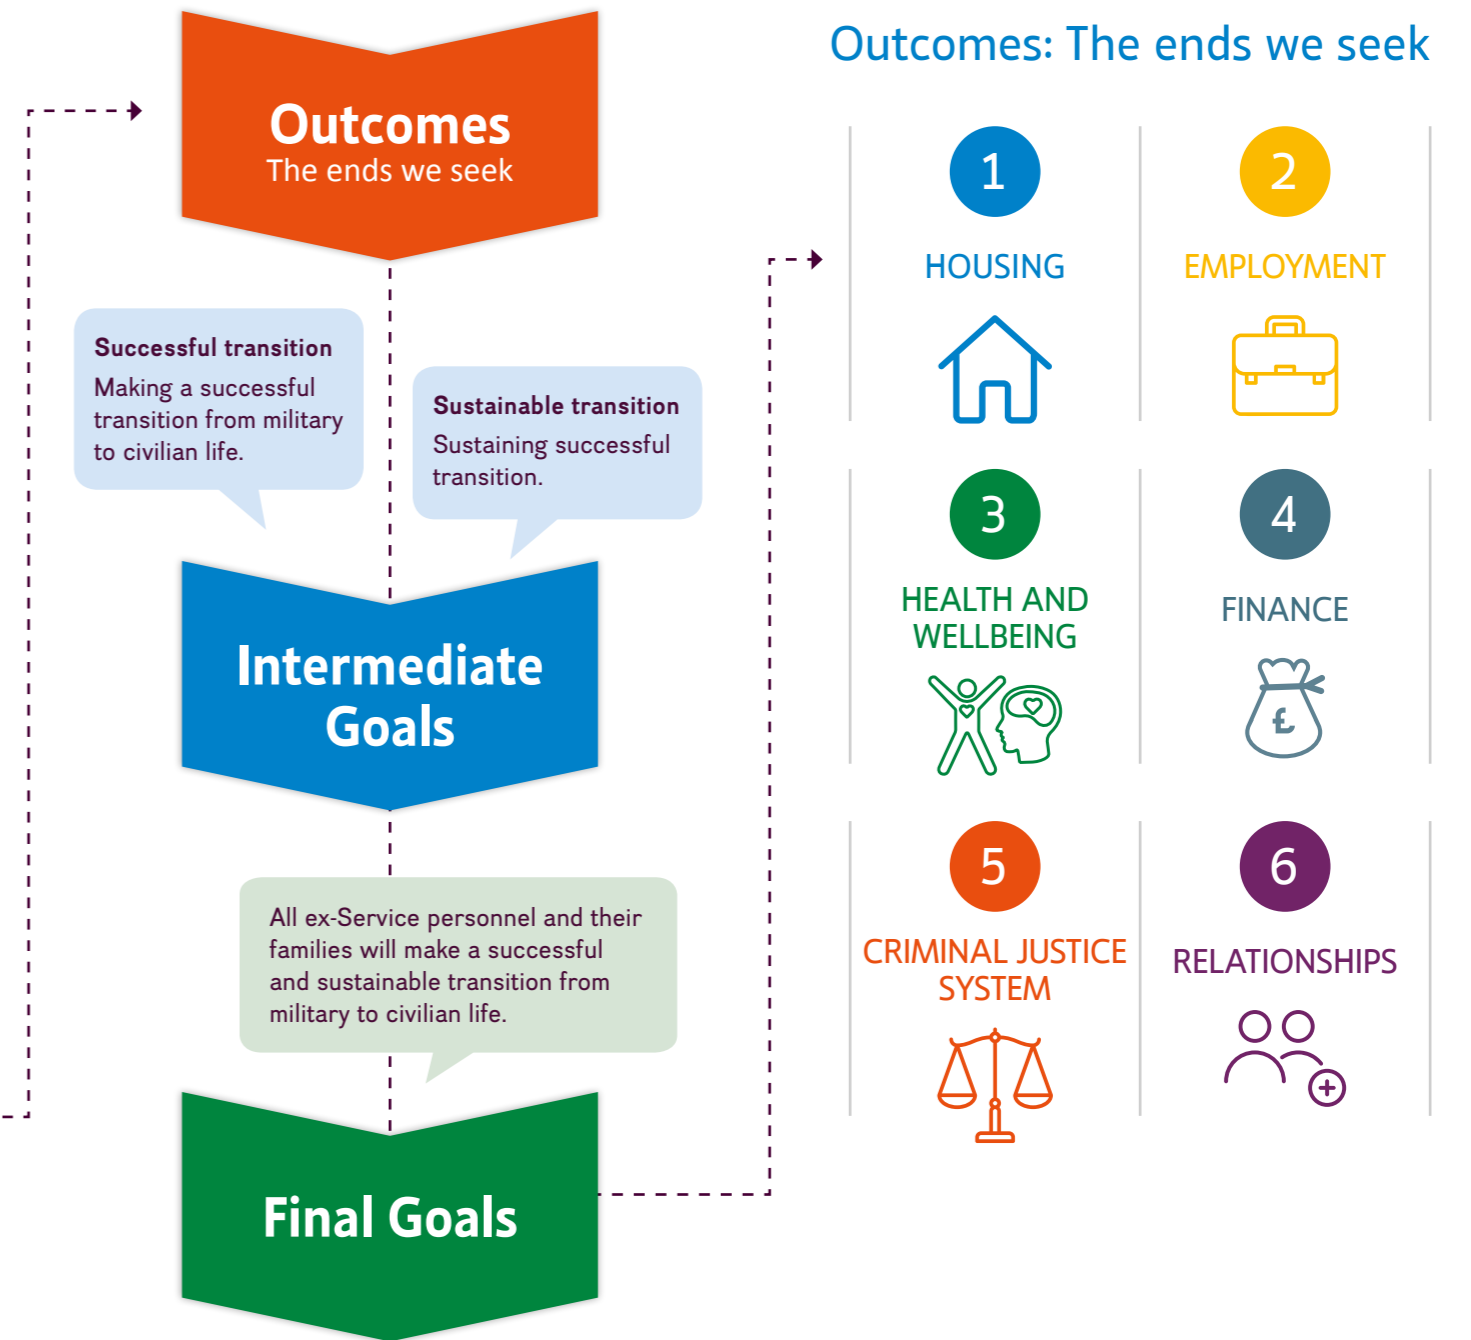 Outcomes
The ends we seek
Successful transition
Making a successful
transition from military
to civilian life.
Sustainable transition
Sustaining successful
transition.
Intermediate
Goals
All ex-Service personnel and their
families will make a successful
and sustainable transition from
military to civilian life.
Final Goals
Outcomes: The ends we seek
1
HOUSING
2
EMPLOYMENT
3
HEALTH AND
WELLBEING
4
FINANCE
£
5
CRIMINAL JUSTICE
SYSTEM
6
RELATIONSHIPS